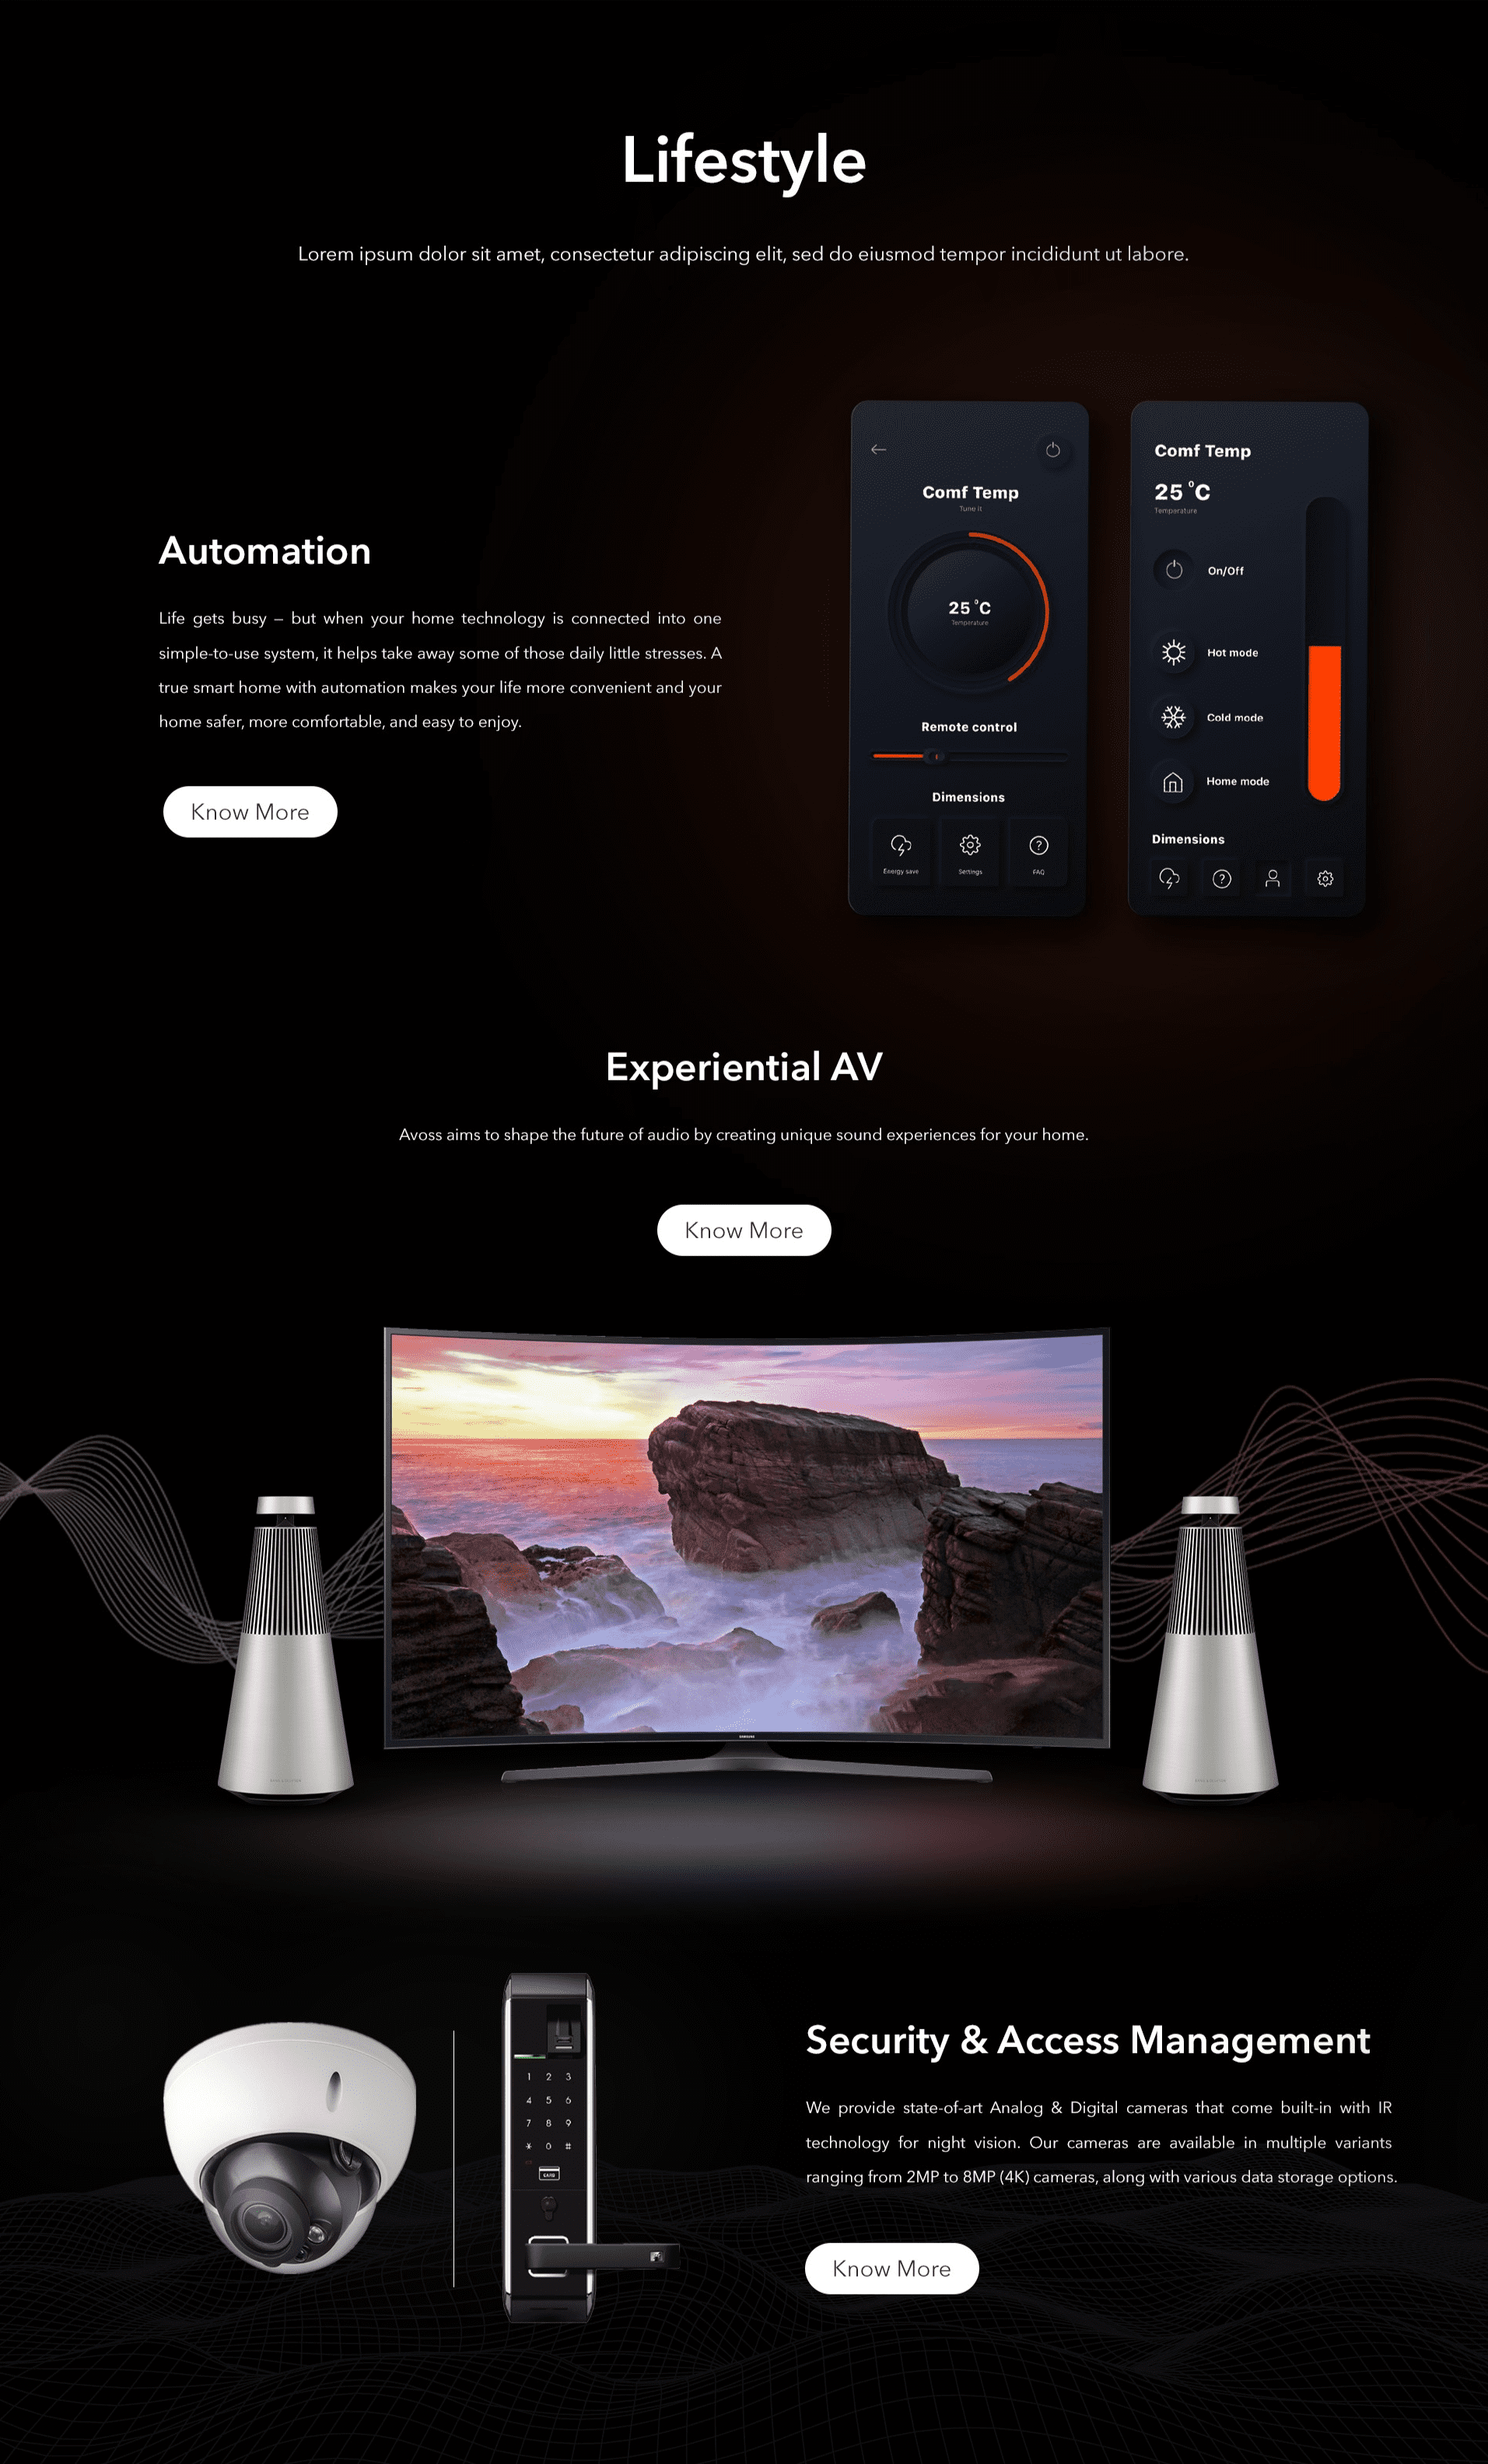 Lifestyle
Lorem ipsum dolor sit amet, consectetur adipiscing elit, sed do eiusmod tempor incididunt ut labore.
Automation
Life gets busy – but when your home technology is connected into one
simple-to-use system, it helps take away some of those daily little stresses. A
true smart home with automation makes your life more convenient and your
home safer, more comfortable, and easy to enjoy.
Know More
Comf Temp
Tune it
25 °C
Temperature
Remote control
Dimensions
Energy save
Settings
FAQ
Comf Temp
25 °C
Temperature
On/Off
Hot mode
Cold mode
Home mode
Dimensions
Experiential AV
Avoss aims to shape the future of audio by creating unique sound experiences for your home.
Know More
SAMSUNG
1 2 3
4 5 6
7 8 9
* 0 #
CARD
Security & Access Management
We provide state-of-art Analog & Digital cameras that come built-in with IR
technology for night vision. Our cameras are available in multiple variants
ranging from 2MP to 8MP (4K) cameras, along with various data storage options.
Know More